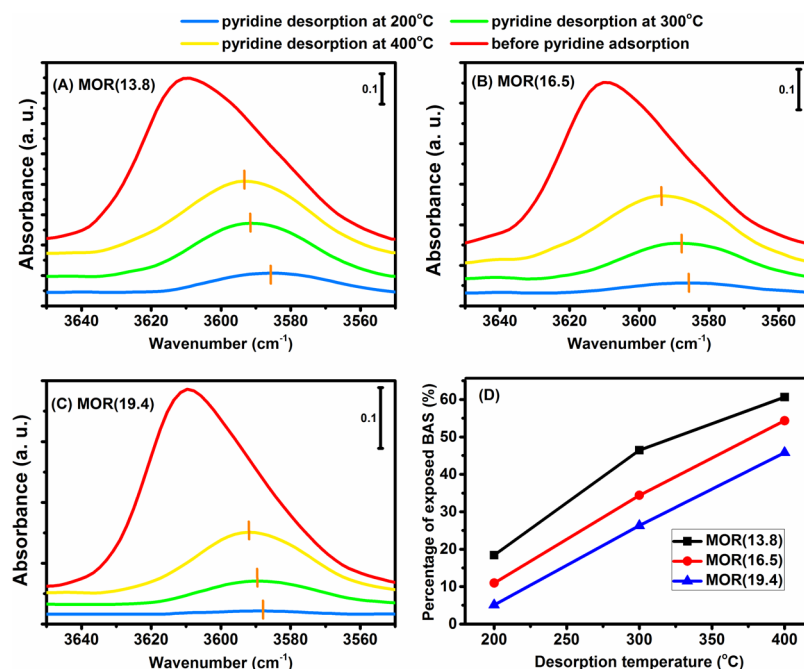 pyridine desorption at 200°C
pyridine desorption at 300°C
pyridine desorption at 400°C
before pyridine adsorption
(A) MOR(13.8)
0.1
Absorbance (a. u.)
3640 3620 3600 3580 3560
Wavenumber (cm⁻¹)
(B) MOR(16.5)
0.1
Absorbance (a. u.)
3640 3620 3600 3580 3560
Wavenumber (cm⁻¹)
(C) MOR(19.4)
0.1
Absorbance (a. u.)
3640 3620 3600 3580 3560
Wavenumber (cm⁻¹)
(D)
Percentage of exposed BAS (%)
60
50
40
30
20
10
0
MOR(13.8)
MOR(16.5)
MOR(19.4)
200 225 250 275 300 325 350 375 400
Desorption temperature (°C)